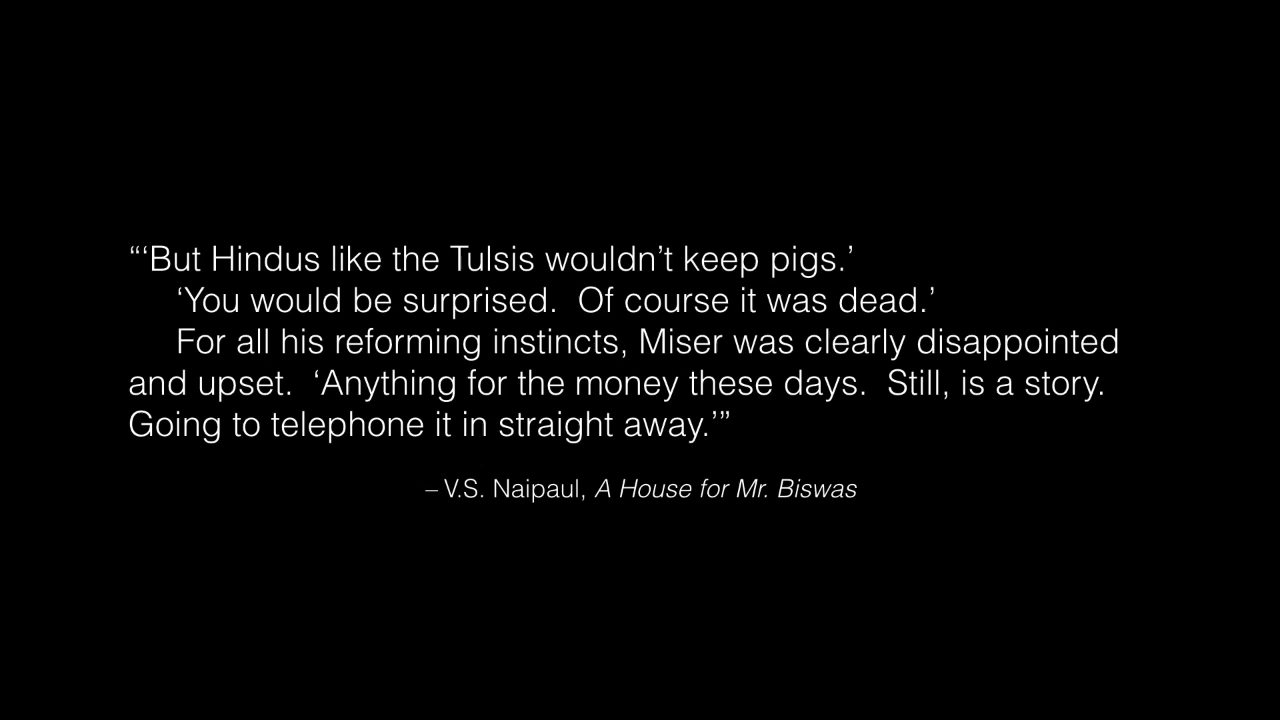 “‘But Hindus like the Tulsis wouldn’t keep pigs.’
‘You would be surprised.  Of course it was dead.’
For all his reforming instincts, Miser was clearly disappointed
and upset.  ‘Anything for the money these days.  Still, is a story.
Going to telephone it in straight away.’”
– V.S. Naipaul, A House for Mr. Biswas